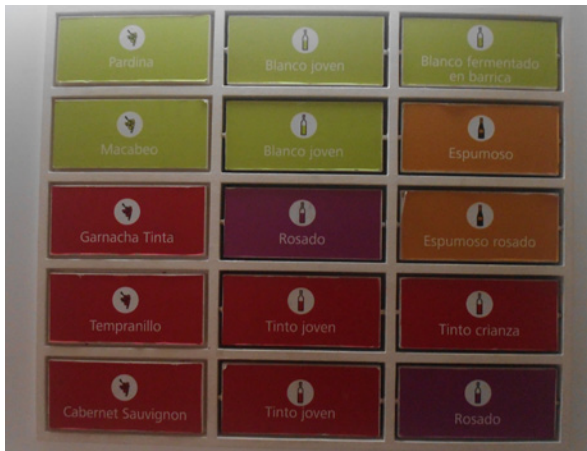 Pardina
Blanco joven
Blanco fermentado
en barrica
Macabeo
Blanco joven
Espumoso
Garnacha Tinta
Rosado
Espumoso rosado
Tempranillo
Tinto joven
Tinto crianza
Cabernet Sauvignon
Tinto joven
Rosado